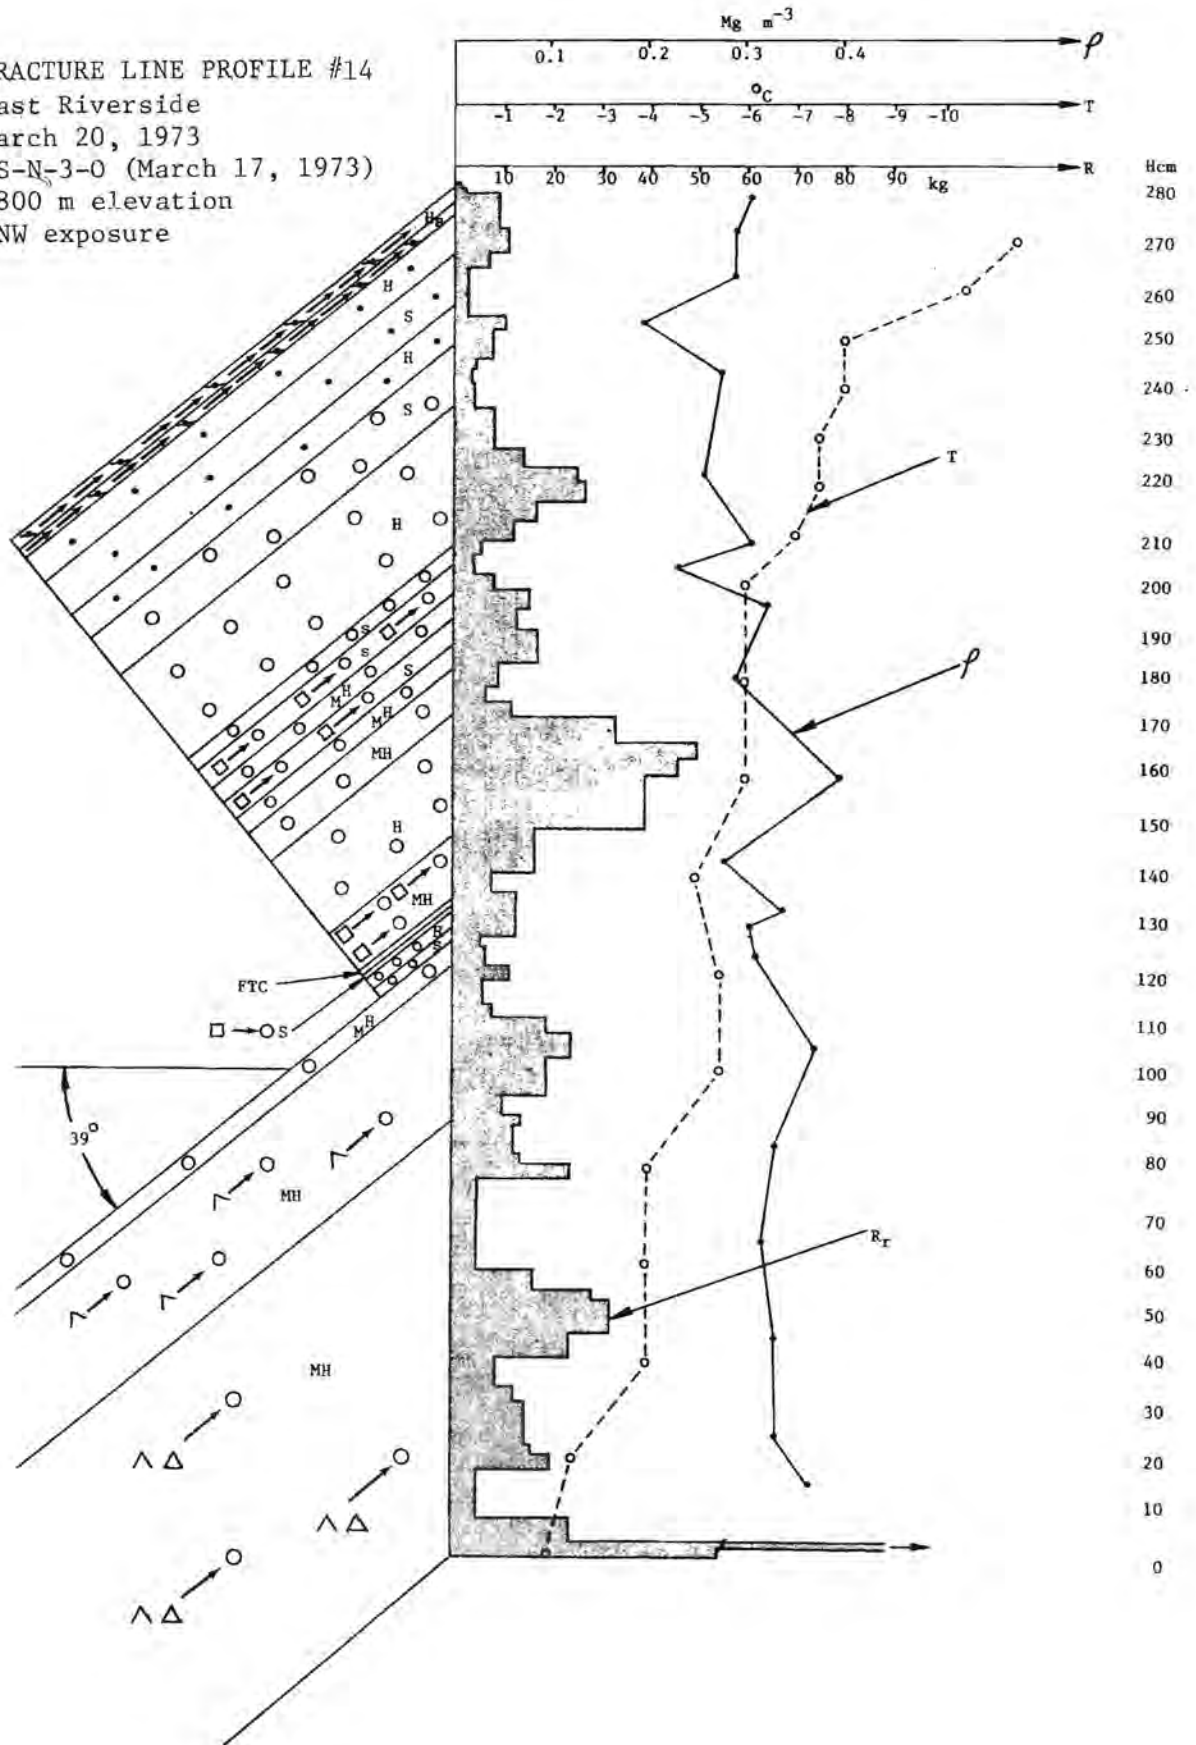 Mg m⁻³
ρ
0.1 0.2 0.3 0.4
°C
T
-1 -2 -3 -4 -5 -6 -7 -8 -9 -10
R
10 20 30 40 50 60 70 80 90 kg
Hcm
RACTURE LINE PROFILE #14
ast Riverside
arch 20, 1973
S-N-3-O (March 17, 1973)
800 m elevation
NW exposure
280
270
260
250
240
230
220
210
200
190
180
170
160
150
140
130
120
110
100
90
80
70
60
50
40
30
20
10
0
H
S
H
S
H
S
S
MH
S
MH
MH
H
MH
H
S
FTC
S
MH
39°
MH
MH
T
ρ
Rr